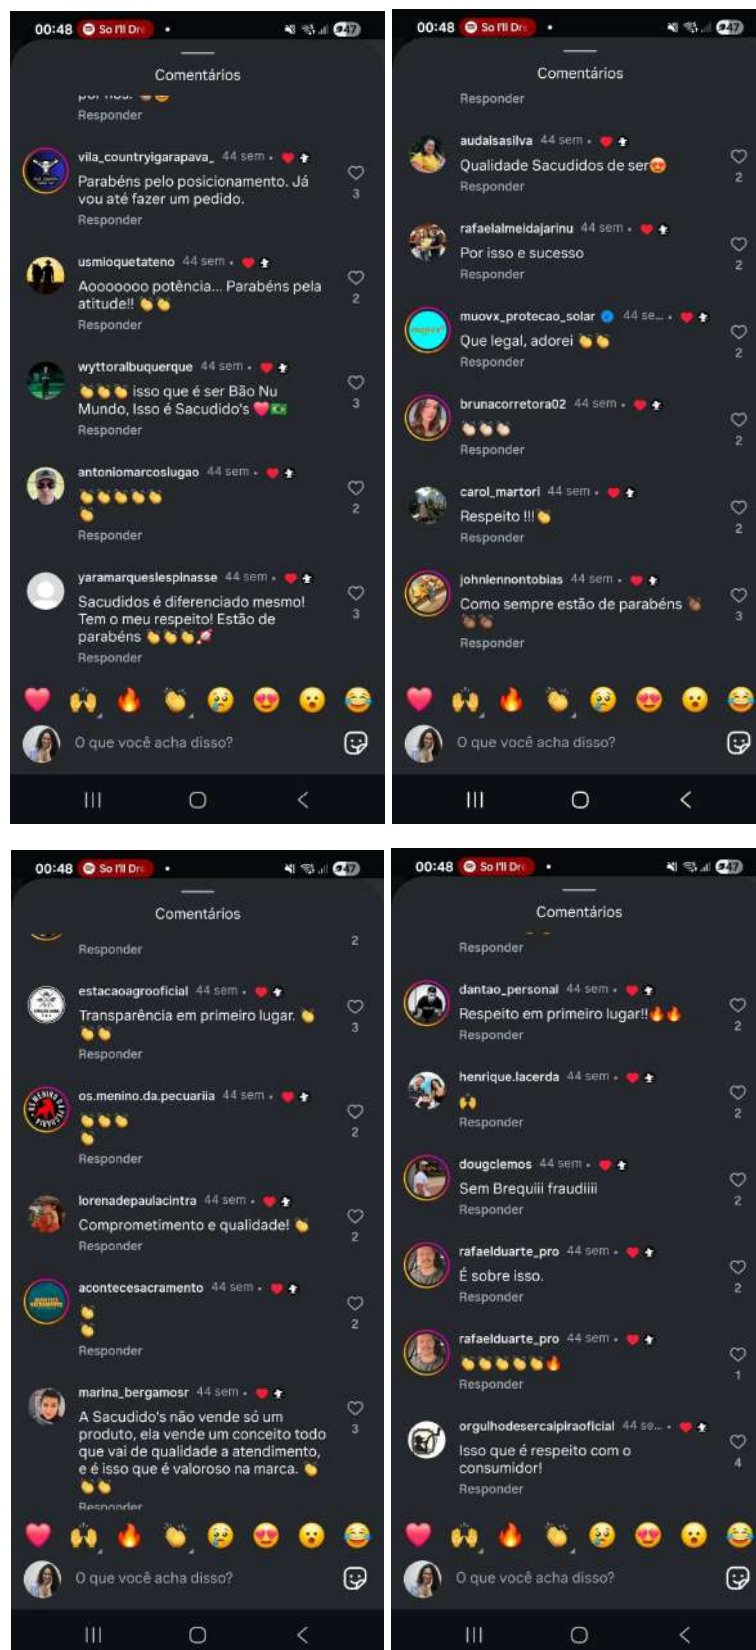 00:48 So I'll Dre 47
Comentários
Responder
vila_countryigarapava_ 44 sem
Parabéns pelo posicionamento. Já
vou até fazer um pedido.
3
Responder
usmioquetateno 44 sem
Aooooooo potência... Parabéns pela
atitude!! 👏👏
2
Responder
wyttoralbuquerque 44 sem
👏👏👏 isso que é ser Bão Nu
Mundo, Isso é Sacudido's ❤️🇧🇷
3
Responder
antoniomarcoslugao 44 sem
👏👏👏👏👏
👏
2
Responder
yaramarqueslespinasse 44 sem
Sacudidos é diferenciado mesmo!
Tem o meu respeito! Estão de
parabéns 👏👏👏🚀
3
Responder
O que você acha disso?
00:48 So I'll Dre 47
Comentários
Responder
audaisasilva 44 sem
Qualidade Sacudidos de ser😍
2
Responder
rafaelalmeidajarinu 44 sem
Por isso e sucesso
2
Responder
muovx_protecao_solar 44 se...
Que legal, adorei 👏👏
2
Responder
brunacorretora02 44 sem
👏🏻👏🏻👏🏻
2
Responder
carol_martori 44 sem
Respeito !!!👏
2
Responder
johnlennontobias 44 sem
Como sempre estão de parabéns 👏🏾
👏🏾👏🏾
3
Responder
O que você acha disso?
00:48 So I'll Dre 47
Comentários
2
Responder
estacaoagrooficial 44 sem
Transparência em primeiro lugar. 👏
👏👏
3
Responder
os.menino.da.pecuariia 44 sem
👏👏👏
👏
2
Responder
lorenadepaulacintra 44 sem
Comprometimento e qualidade! 👏
2
Responder
acontecesacramento 44 sem
👏
👏
2
Responder
marina_bergamosr 44 sem
A Sacudido's não vende só um
produto, ela vende um conceito todo
que vai de qualidade a atendimento,
e é isso que é valoroso na marca. 👏
👏👏
3
Responder
O que você acha disso?
00:48 So I'll Dre 47
Comentários
Responder
dantao_personal 44 sem
Respeito em primeiro lugar!!🔥🔥
2
Responder
henrique.lacerda 44 sem
🙌
2
Responder
dougclemos 44 sem
Sem Brequiii fraudiiii
2
Responder
rafaelduarte_pro 44 sem
É sobre isso.
2
Responder
rafaelduarte_pro 44 sem
👏👏👏👏👏🔥
1
Responder
orgulhodesercaipiraoficial 44 se...
Isso que é respeito com o
consumidor!
4
Responder
O que você acha disso?